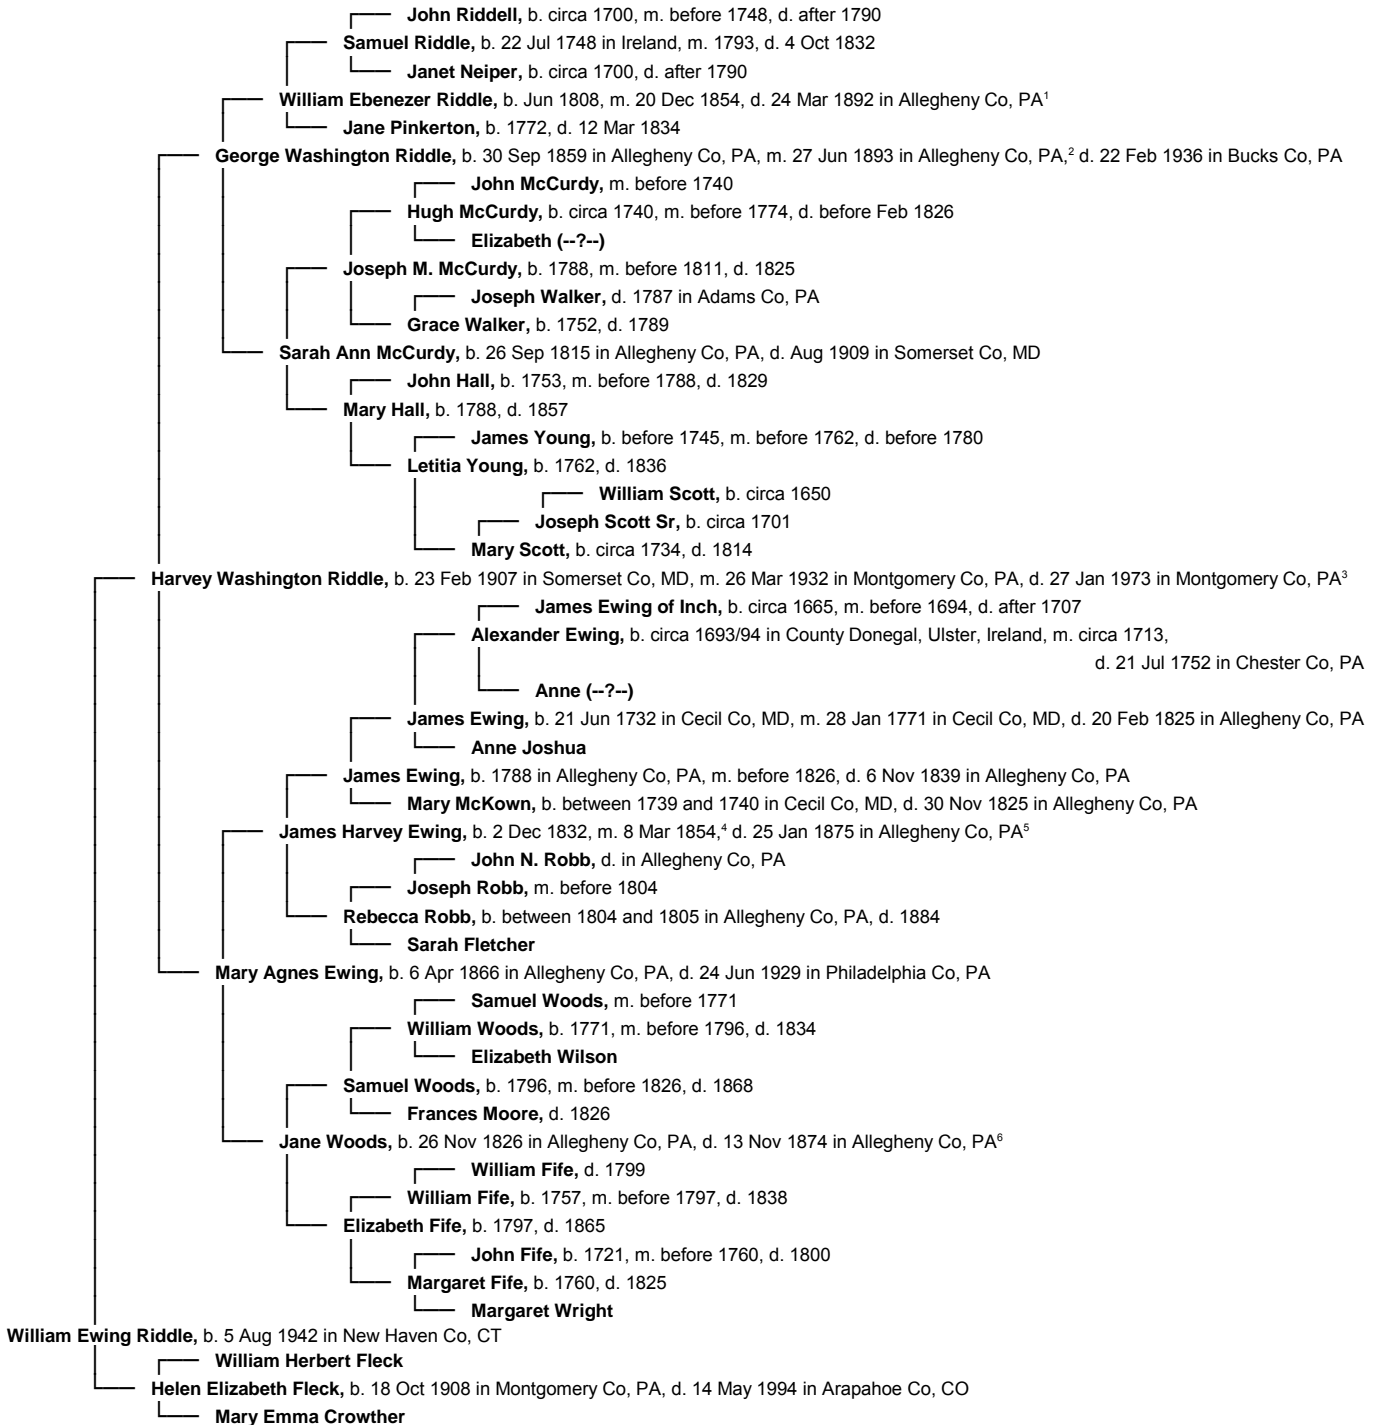 John Riddell, b. circa 1700, m. before 1748, d. after 1790
Samuel Riddle, b. 22 Jul 1748 in Ireland, m. 1793, d. 4 Oct 1832
Janet Neiper, b. circa 1700, d. after 1790
William Ebenezer Riddle, b. Jun 1808, m. 20 Dec 1854, d. 24 Mar 1892 in Allegheny Co, PA¹
Jane Pinkerton, b. 1772, d. 12 Mar 1834
George Washington Riddle, b. 30 Sep 1859 in Allegheny Co, PA, m. 27 Jun 1893 in Allegheny Co, PA,² d. 22 Feb 1936 in Bucks Co, PA
John McCurdy, m. before 1740
Hugh McCurdy, b. circa 1740, m. before 1774, d. before Feb 1826
Elizabeth (--?--)
Joseph M. McCurdy, b. 1788, m. before 1811, d. 1825
Joseph Walker, d. 1787 in Adams Co, PA
Grace Walker, b. 1752, d. 1789
Sarah Ann McCurdy, b. 26 Sep 1815 in Allegheny Co, PA, d. Aug 1909 in Somerset Co, MD
John Hall, b. 1753, m. before 1788, d. 1829
Mary Hall, b. 1788, d. 1857
James Young, b. before 1745, m. before 1762, d. before 1780
Letitia Young, b. 1762, d. 1836
William Scott, b. circa 1650
Joseph Scott Sr, b. circa 1701
Mary Scott, b. circa 1734, d. 1814
Harvey Washington Riddle, b. 23 Feb 1907 in Somerset Co, MD, m. 26 Mar 1932 in Montgomery Co, PA, d. 27 Jan 1973 in Montgomery Co, PA³
James Ewing of Inch, b. circa 1665, m. before 1694, d. after 1707
Alexander Ewing, b. circa 1693/94 in County Donegal, Ulster, Ireland, m. circa 1713,
d. 21 Jul 1752 in Chester Co, PA
Anne (--?--)
James Ewing, b. 21 Jun 1732 in Cecil Co, MD, m. 28 Jan 1771 in Cecil Co, MD, d. 20 Feb 1825 in Allegheny Co, PA
Anne Joshua
James Ewing, b. 1788 in Allegheny Co, PA, m. before 1826, d. 6 Nov 1839 in Allegheny Co, PA
Mary McKown, b. between 1739 and 1740 in Cecil Co, MD, d. 30 Nov 1825 in Allegheny Co, PA
James Harvey Ewing, b. 2 Dec 1832, m. 8 Mar 1854,⁴ d. 25 Jan 1875 in Allegheny Co, PA⁵
John N. Robb, d. in Allegheny Co, PA
Joseph Robb, m. before 1804
Rebecca Robb, b. between 1804 and 1805 in Allegheny Co, PA, d. 1884
Sarah Fletcher
Mary Agnes Ewing, b. 6 Apr 1866 in Allegheny Co, PA, d. 24 Jun 1929 in Philadelphia Co, PA
Samuel Woods, m. before 1771
William Woods, b. 1771, m. before 1796, d. 1834
Elizabeth Wilson
Samuel Woods, b. 1796, m. before 1826, d. 1868
Frances Moore, d. 1826
Jane Woods, b. 26 Nov 1826 in Allegheny Co, PA, d. 13 Nov 1874 in Allegheny Co, PA⁶
William Fife, d. 1799
William Fife, b. 1757, m. before 1797, d. 1838
Elizabeth Fife, b. 1797, d. 1865
John Fife, b. 1721, m. before 1760, d. 1800
Margaret Fife, b. 1760, d. 1825
Margaret Wright
William Ewing Riddle, b. 5 Aug 1942 in New Haven Co, CT
William Herbert Fleck
Helen Elizabeth Fleck, b. 18 Oct 1908 in Montgomery Co, PA, d. 14 May 1994 in Arapahoe Co, CO
Mary Emma Crowther